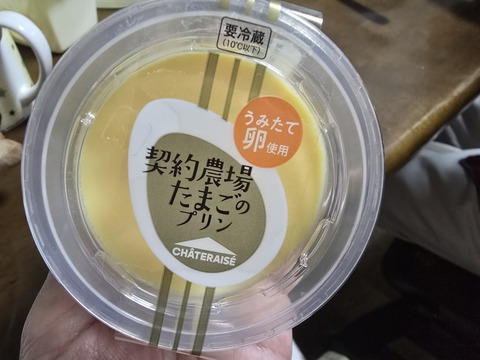 要冷蔵
(10℃以下)
うみたて
卵使用
契約農場
たまごの
プリン
CHÂTERAISÉ